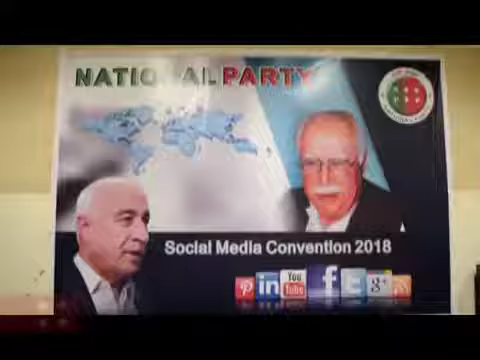 NATIONAL PARTY
Social Media Convention 2018
in
You
Tube
f
t
g+